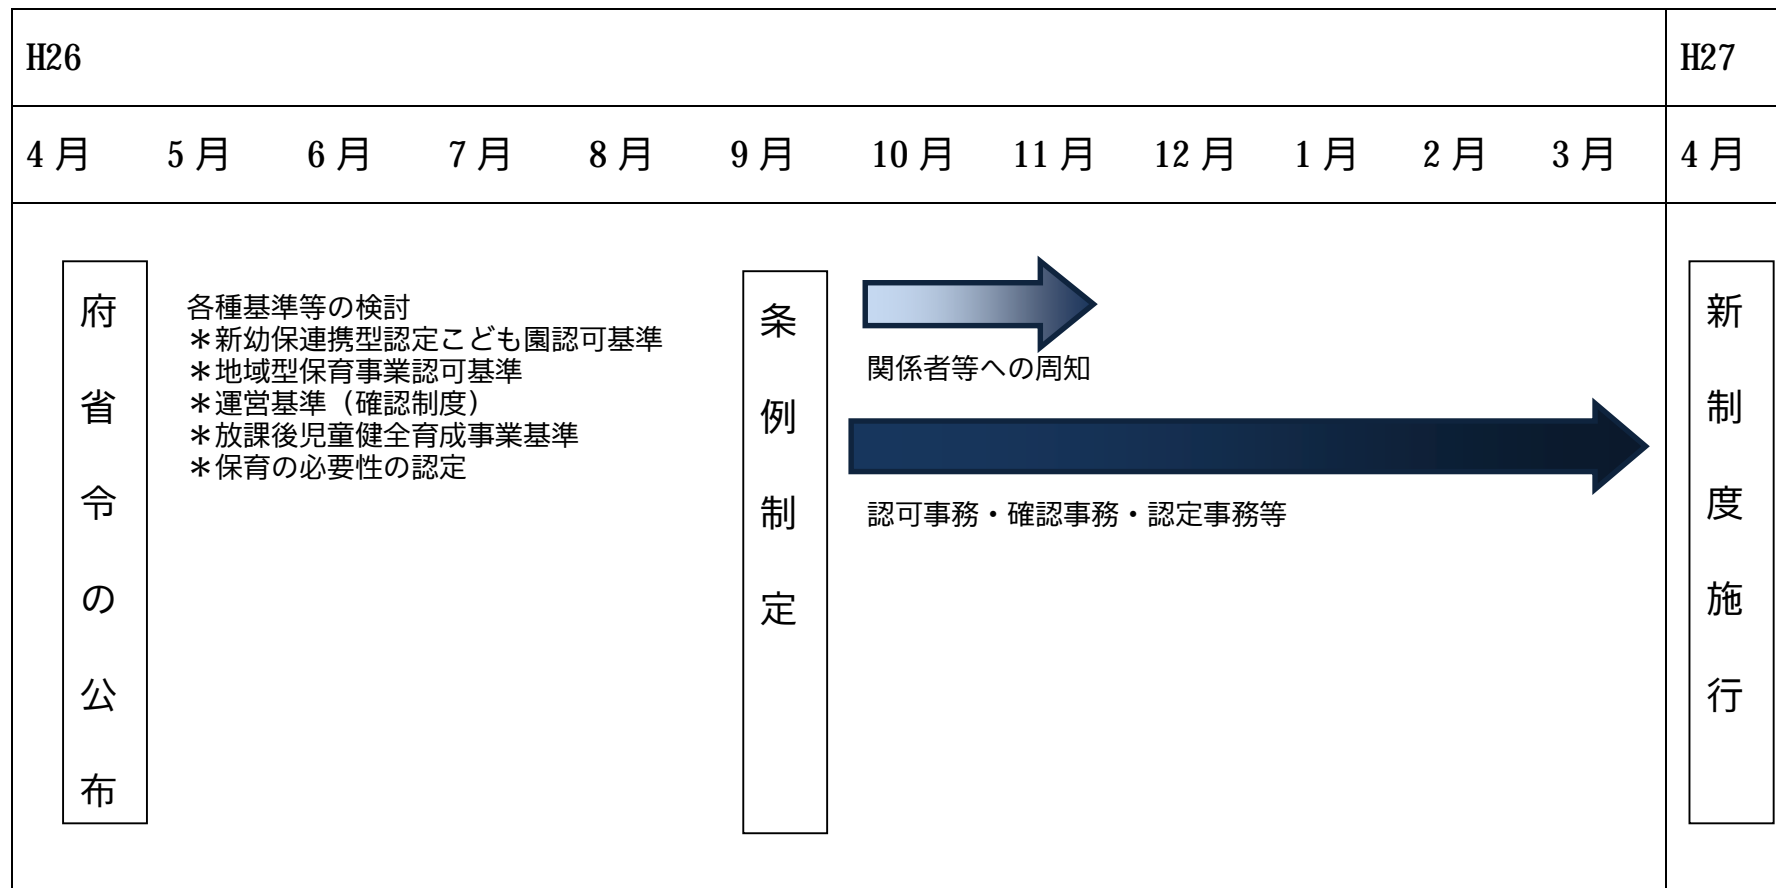 H26 H27
4月 5月 6月 7月 8月 9月 10月 11月 12月 1月 2月 3月 4月
府省令の公布
各種基準等の検討
＊新幼保連携型認定こども園認可基準
＊地域型保育事業認可基準
＊運営基準（確認制度）
＊放課後児童健全育成事業基準
＊保育の必要性の認定
条例制定
関係者等への周知
認可事務・確認事務・認定事務等
新制度施行